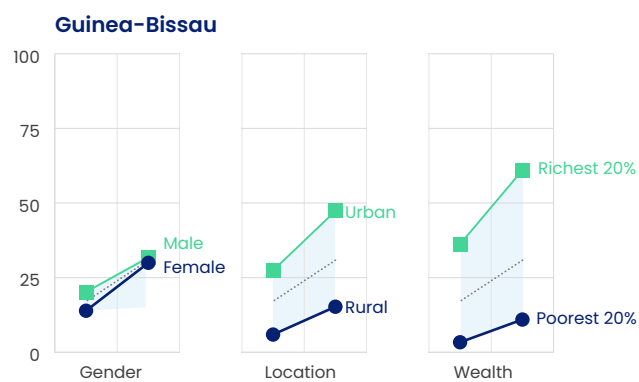 Guinea-Bissau
100
75
50
25
0
Male
Female
Urban
Rural
Richest 20%
Poorest 20%
Gender
Location
Wealth